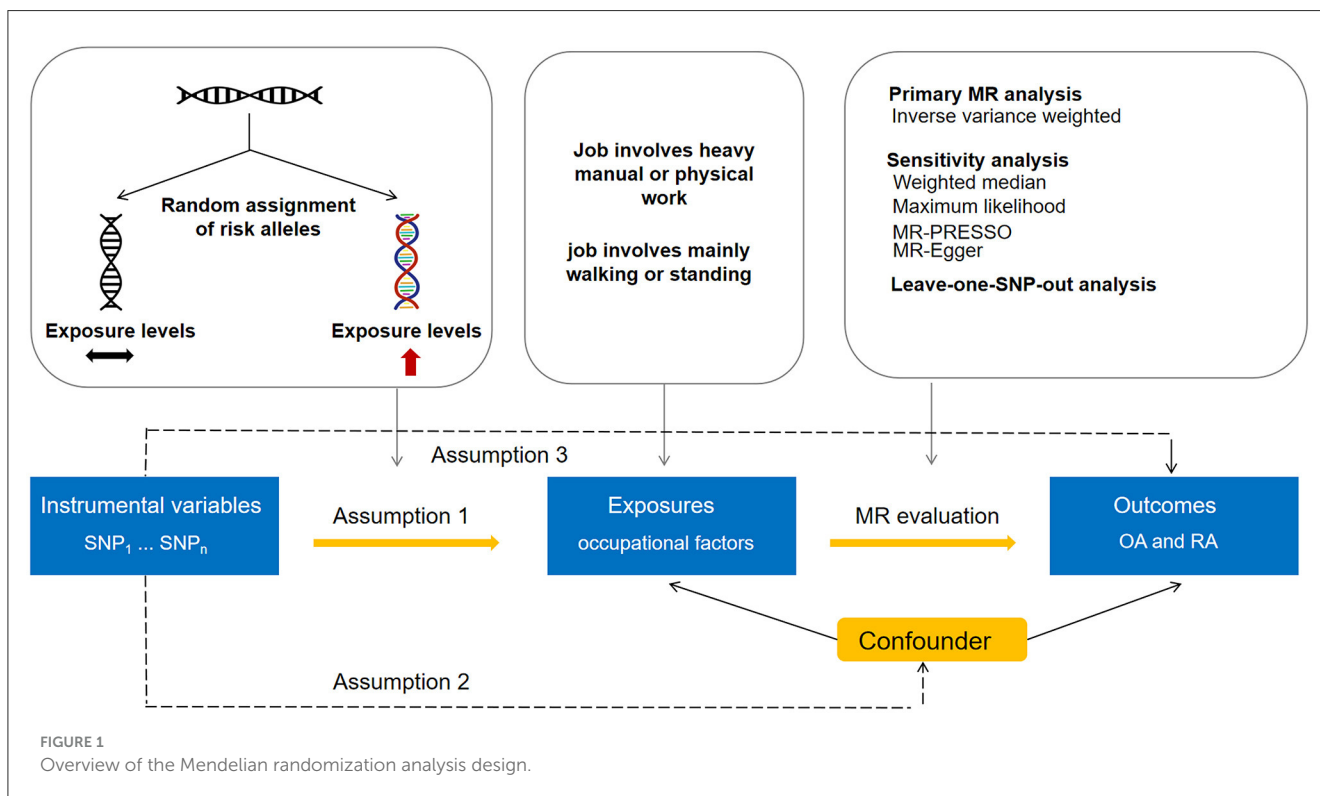 Random assignment
of risk alleles
Exposure levels
Exposure levels
Job involves heavy
manual or physical
work
job involves mainly
walking or standing
Primary MR analysis
Inverse variance weighted
Sensitivity analysis
Weighted median
Maximum likelihood
MR-PRESSO
MR-Egger
Leave-one-SNP-out analysis
Assumption 3
Instrumental variables
SNP₁ ... SNPₙ
Assumption 1
Exposures
occupational factors
MR evaluation
Outcomes
OA and RA
Confounder
Assumption 2
FIGURE 1
Overview of the Mendelian randomization analysis design.